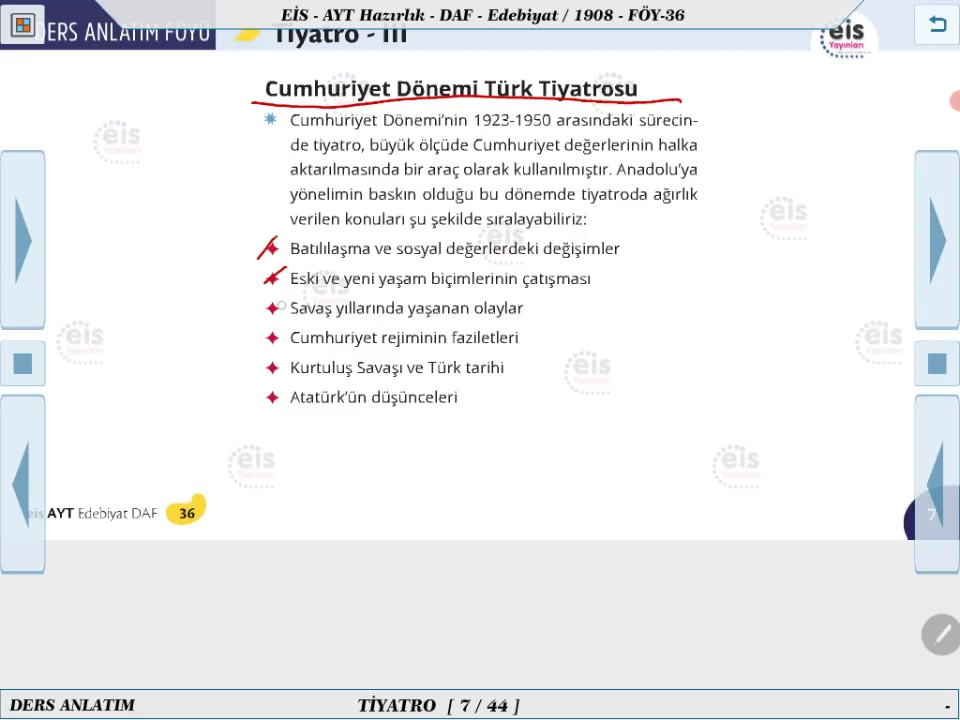 EİS - AYT Hazırlık - DAF - Edebiyat / 1908 - FÖY-36
DERS ANLATIM FÖYÜ
Tiyatro - III
eis
Yayınları
Cumhuriyet Dönemi Türk Tiyatrosu
Cumhuriyet Dönemi'nin 1923-1950 arasındaki sürecin-
de tiyatro, büyük ölçüde Cumhuriyet değerlerinin halka
aktarılmasında bir araç olarak kullanılmıştır. Anadolu'ya
yönelimin baskın olduğu bu dönemde tiyatroda ağırlık
verilen konuları şu şekilde sıralayabiliriz:
Batılılaşma ve sosyal değerlerdeki değişimler
Eski ve yeni yaşam biçimlerinin çatışması
Savaş yıllarında yaşanan olaylar
Cumhuriyet rejiminin faziletleri
Kurtuluş Savaşı ve Türk tarihi
Atatürk'ün düşünceleri
eis AYT Edebiyat DAF 36
7
DERS ANLATIM
TİYATRO [ 7 / 44 ]
-